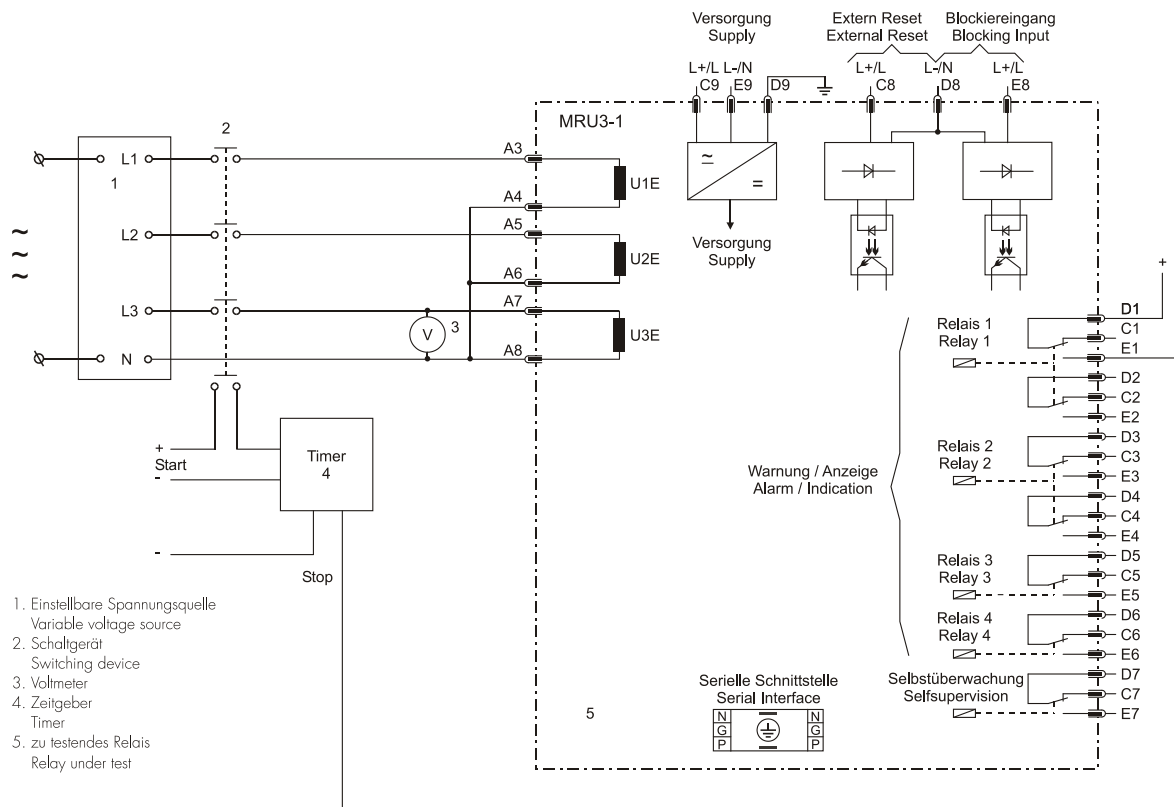 Versorgung
Supply
Extern Reset
External Reset
Blockiereingang
Blocking Input
L+/L L-/N
C9 E9 D9
L+/L L-/N L+/L
C8 D8 E8
MRU3-1
2
L1
1
L2
L3
N
~
~
~
A3
A4
A5
A6
A7
A8
U1E
U2E
U3E
V 3
~
=
Versorgung
Supply
+
D1
C1
E1
D2
C2
E2
D3
C3
E3
D4
C4
E4
D5
C5
E5
D6
C6
E6
D7
C7
E7
Relais 1
Relay 1
Relais 2
Relay 2
Warnung / Anzeige
Alarm / Indication
Relais 3
Relay 3
Relais 4
Relay 4
Selbstüberwachung
Selfsupervision
Serielle Schnittstelle
Serial Interface
N N
G G
P P
5
+
Start
-
-
Timer
4
Stop
1. Einstellbare Spannungsquelle
Variable voltage source
2. Schaltgerät
Switching device
3. Voltmeter
4. Zeitgeber
Timer
5. zu testendes Relais
Relay under test